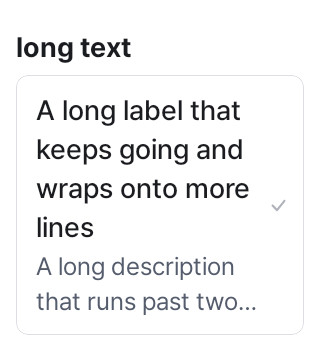 long text
A long label that
keeps going and
wraps onto more
lines
A long description
that runs past two…